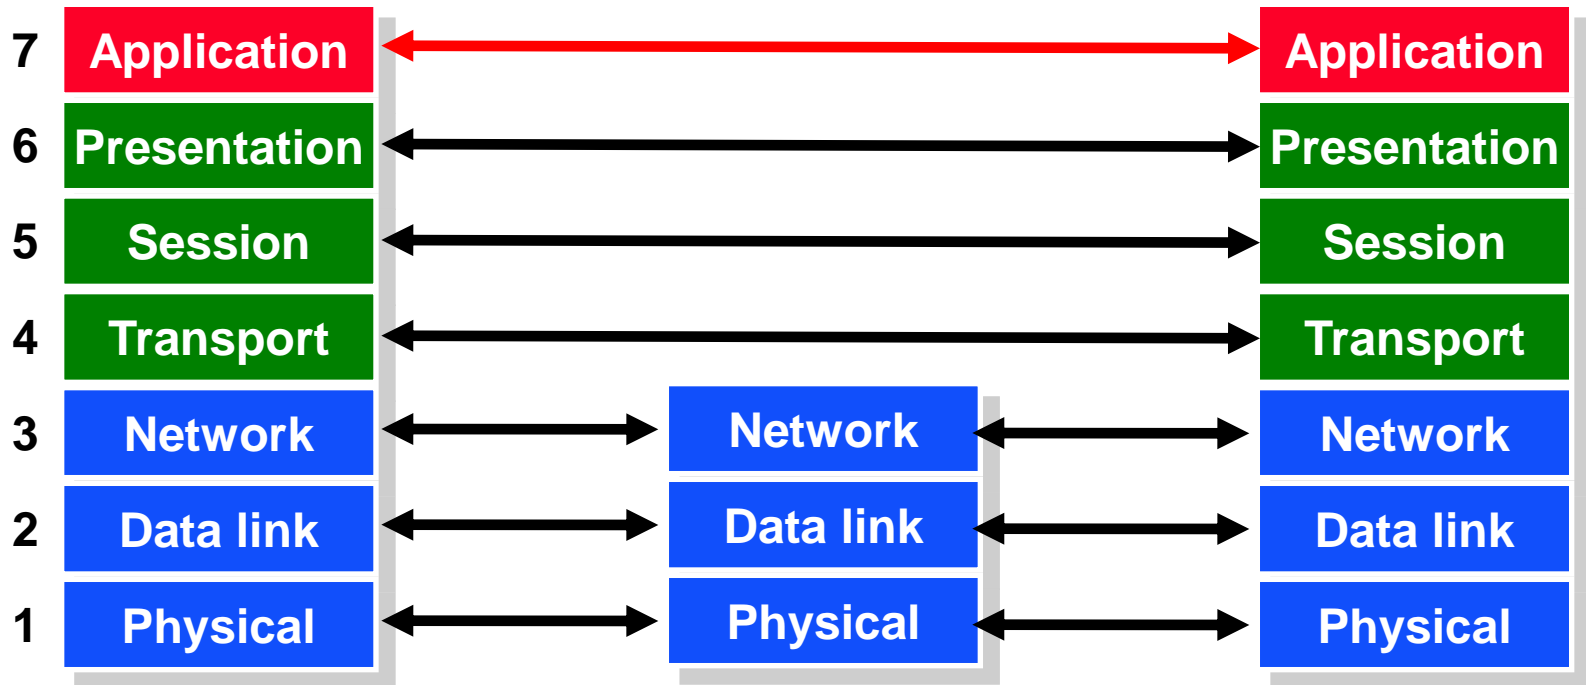 7 Application Application
6 Presentation Presentation
5 Session Session
4 Transport Transport
3 Network Network Network
2 Data link Data link Data link
1 Physical Physical Physical